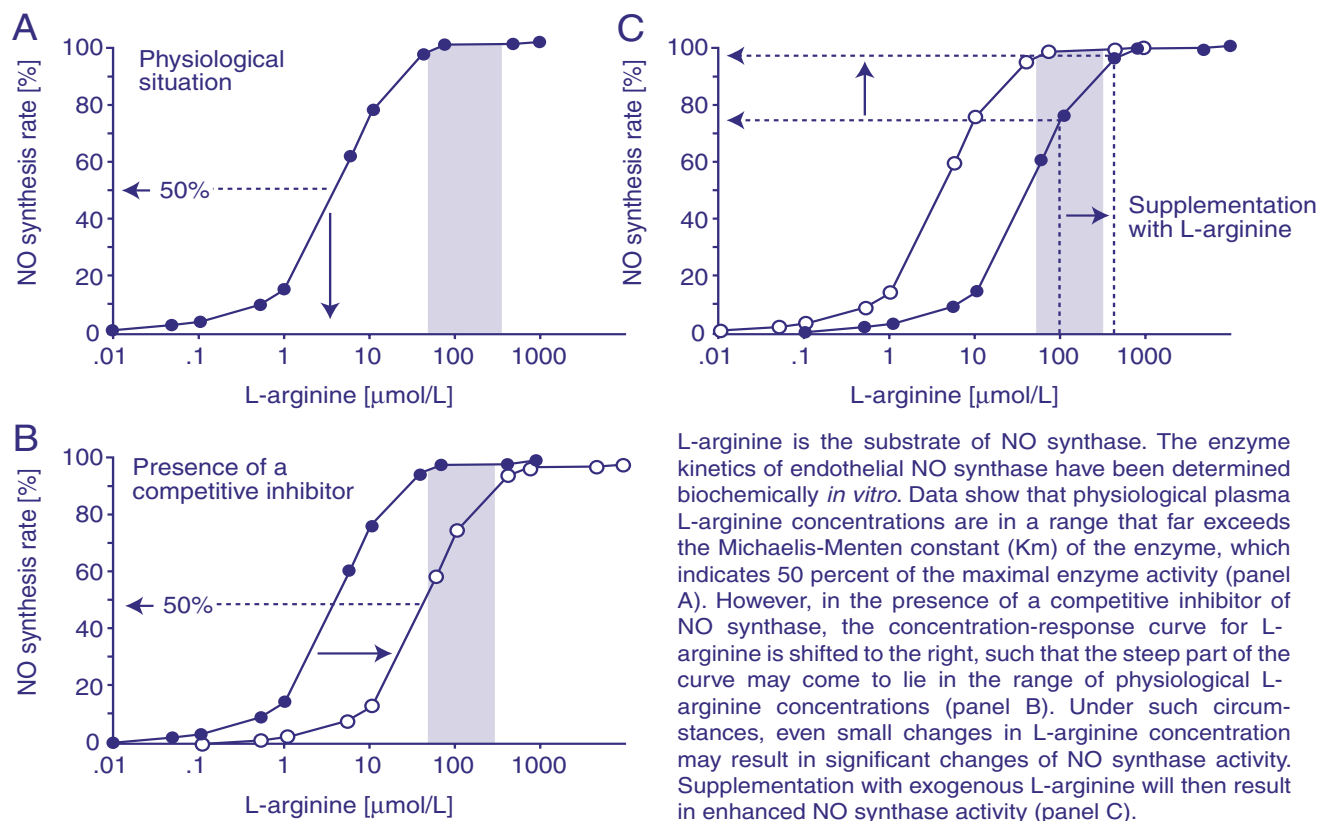 A
NO synthesis rate [%]
100
80
60
40
20
0
Physiological
situation
50%
.01 .1 1 10 100 1000
L-arginine [μmol/L]
B
NO synthesis rate [%]
100
80
60
40
20
0
Presence of a
competitive inhibitor
50%
.01 .1 1 10 100 1000
L-arginine [μmol/L]
C
NO synthesis rate [%]
100
80
60
40
20
0
Supplementation
with L-arginine
.01 .1 1 10 100 1000
L-arginine [μmol/L]
L-arginine is the substrate of NO synthase. The enzyme
kinetics of endothelial NO synthase have been determined
biochemically in vitro. Data show that physiological plasma
L-arginine concentrations are in a range that far exceeds
the Michaelis-Menten constant (Km) of the enzyme, which
indicates 50 percent of the maximal enzyme activity (panel
A). However, in the presence of a competitive inhibitor of
NO synthase, the concentration-response curve for L-
arginine is shifted to the right, such that the steep part of the
curve may come to lie in the range of physiological L-
arginine concentrations (panel B). Under such circum-
stances, even small changes in L-arginine concentration
may result in significant changes of NO synthase activity.
Supplementation with exogenous L-arginine will then result
in enhanced NO synthase activity (panel C).